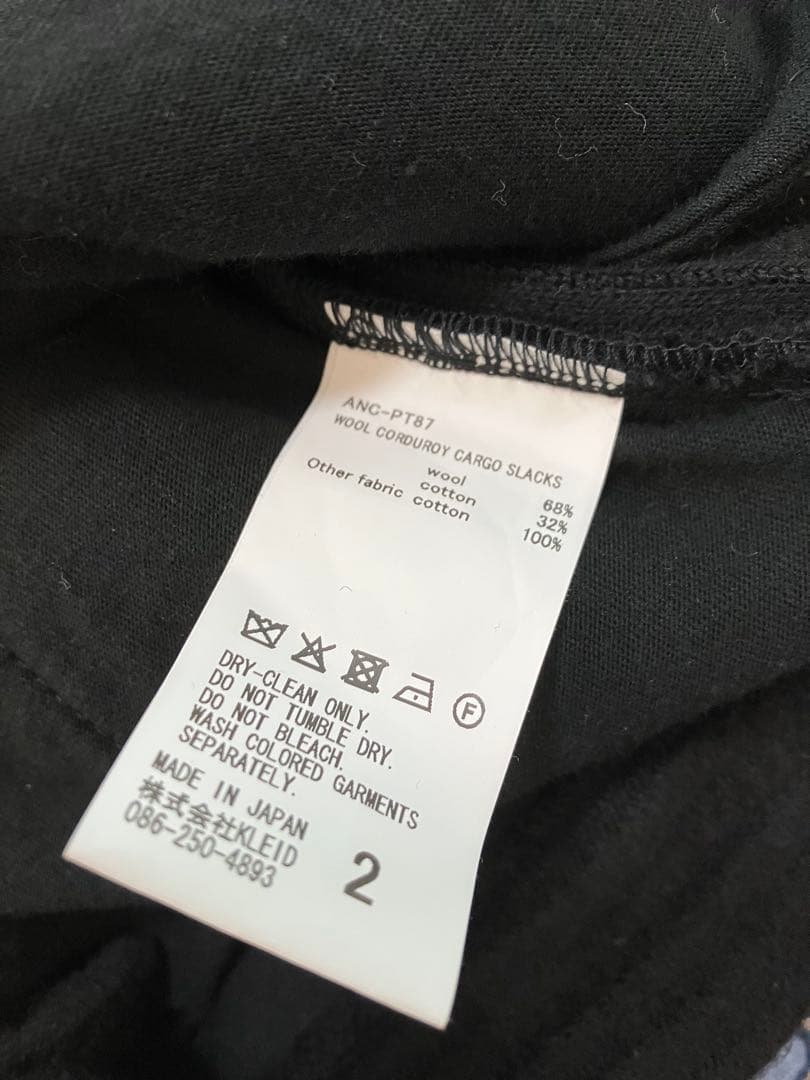 ANC-PT87
WOOL CORDUROY CARGO SLACKS
wool 68%
cotton 32%
Other fabric cotton 100%
F
DRY-CLEAN ONLY.
DO NOT TUMBLE DRY.
DO NOT BLEACH.
WASH COLORED GARMENTS
SEPARATELY.
MADE IN JAPAN
株式会社KLEID
086-250-4893
2